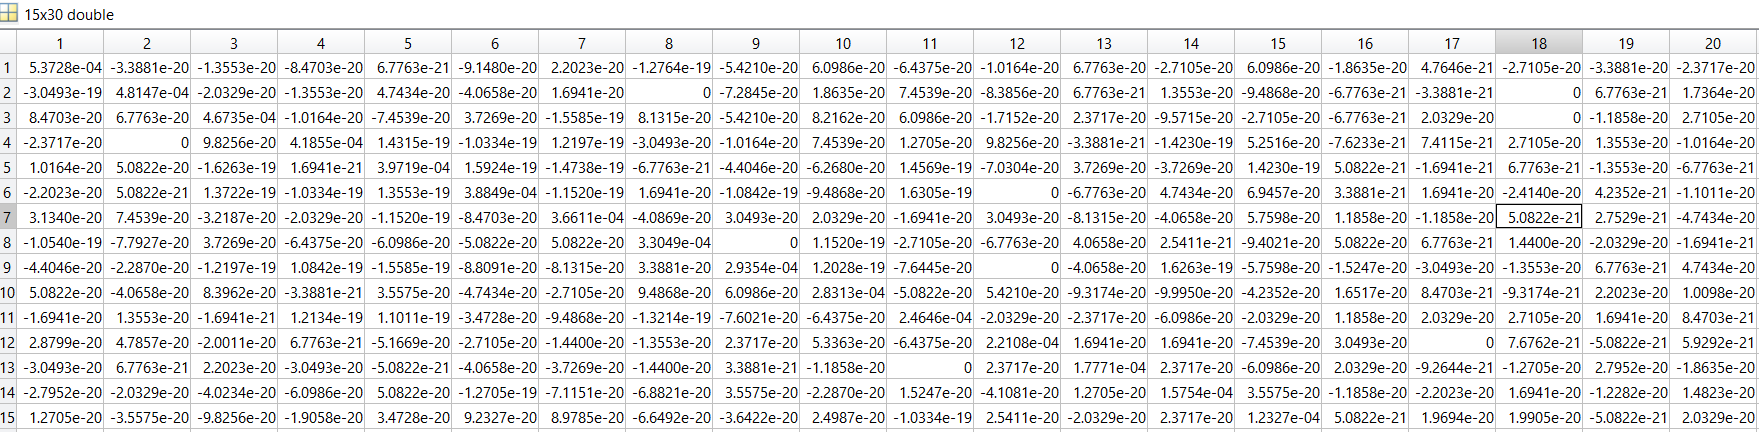 15x30 double
1 2 3 4 5 6 7 8 9 10 11 12 13 14 15 16 17 18 19 20
1 5.3728e-04 -3.3881e-20 -1.3553e-20 -8.4703e-20 6.7763e-21 -9.1480e-20 2.2023e-20 -1.2764e-19 -5.4210e-20 6.0986e-20 -6.4375e-20 -1.0164e-20 6.7763e-20 -2.7105e-20 6.0986e-20 -1.8635e-20 4.7646e-21 -2.7105e-20 -3.3881e-20 -2.3717e-20
2 -3.0493e-19 4.8147e-04 -2.0329e-20 -1.3553e-20 4.7434e-20 -4.0658e-20 1.6941e-20 0 -7.2845e-20 1.8635e-20 7.4539e-20 -8.3856e-20 6.7763e-21 1.3553e-20 -9.4868e-20 -6.7763e-21 -3.3881e-21 0 6.7763e-21 1.7364e-20
3 8.4703e-20 6.7763e-20 4.6735e-04 -1.0164e-20 -7.4539e-20 3.7269e-20 -1.5585e-19 8.1315e-20 -5.4210e-20 8.2162e-20 6.0986e-20 -1.7152e-20 2.3717e-20 -9.5715e-20 -2.7105e-20 -6.7763e-21 2.0329e-20 0 -1.1858e-20 2.7105e-20
4 -2.3717e-20 0 9.8256e-20 4.1855e-04 1.4315e-19 -1.0334e-19 1.2197e-19 -3.0493e-20 -1.0164e-20 7.4539e-20 1.2705e-20 9.8256e-20 -3.3881e-21 -1.4230e-19 5.2516e-20 -7.6233e-21 7.4115e-21 2.7105e-20 1.3553e-20 -1.0164e-20
5 1.0164e-20 5.0822e-20 -1.6263e-19 1.6941e-21 3.9719e-04 1.5924e-19 -1.4738e-19 -6.7763e-21 -4.4046e-20 -6.2680e-20 1.4569e-19 -7.0304e-20 3.7269e-20 -3.7269e-20 1.4230e-19 5.0822e-21 -1.6941e-21 6.7763e-21 -1.3553e-20 -6.7763e-21
6 -2.2023e-20 5.0822e-21 1.3722e-19 -1.0334e-19 1.3553e-19 3.8849e-04 -1.1520e-19 1.6941e-20 -1.0842e-19 -9.4868e-20 1.6305e-19 0 -6.7763e-20 4.7434e-20 6.9457e-20 3.3881e-21 1.6941e-20 -2.4140e-20 4.2352e-21 -1.1011e-20
7 3.1340e-20 7.4539e-20 -3.2187e-20 -2.0329e-20 -1.1520e-19 -8.4703e-20 3.6611e-04 -4.0869e-20 3.0493e-20 2.0329e-20 -1.6941e-20 3.0493e-20 -8.1315e-20 -4.0658e-20 5.7598e-20 1.1858e-20 -1.1858e-20 5.0822e-21 2.7529e-21 -4.7434e-20
8 -1.0540e-19 -7.7927e-20 3.7269e-20 -6.4375e-20 -6.0986e-20 -5.0822e-20 5.0822e-20 3.3049e-04 0 1.1520e-19 -2.7105e-20 -6.7763e-20 4.0658e-20 2.5411e-21 -9.4021e-20 5.0822e-20 6.7763e-21 1.4400e-20 -2.0329e-20 -1.6941e-21
9 -4.4046e-20 -2.2870e-20 -1.2197e-19 1.0842e-19 -1.5585e-19 -8.8091e-20 -8.1315e-20 3.3881e-20 2.9354e-04 1.2028e-19 -7.6445e-20 0 -4.0658e-20 1.6263e-19 -5.7598e-20 -1.5247e-20 -3.0493e-20 -1.3553e-20 6.7763e-21 4.7434e-20
10 5.0822e-20 -4.0658e-20 8.3962e-20 -3.3881e-21 3.5575e-20 -4.7434e-20 -2.7105e-20 9.4868e-20 6.0986e-20 2.8313e-04 -5.0822e-20 5.4210e-20 -9.3174e-20 -9.9950e-20 -4.2352e-20 1.6517e-20 8.4703e-21 -9.3174e-21 2.2023e-20 1.0098e-20
11 -1.6941e-20 1.3553e-20 -1.6941e-21 1.2134e-19 1.1011e-19 -3.4728e-20 -9.4868e-20 -1.3214e-19 -7.6021e-20 -6.4375e-20 2.4646e-04 -2.0329e-20 -2.3717e-20 -6.0986e-20 -2.0329e-20 1.1858e-20 2.0329e-20 2.7105e-20 1.6941e-20 8.4703e-21
12 2.8799e-20 4.7857e-20 -2.0011e-20 6.7763e-21 -5.1669e-20 -2.7105e-20 -1.4400e-20 -1.3553e-20 2.3717e-20 5.3363e-20 -6.4375e-20 2.2108e-04 1.6941e-20 1.6941e-20 -7.4539e-20 3.0493e-20 0 7.6762e-21 -5.0822e-21 5.9292e-21
13 -3.0493e-20 6.7763e-21 2.2023e-20 -3.0493e-20 -5.0822e-21 -4.0658e-20 -3.7269e-20 -1.4400e-20 3.3881e-21 -1.1858e-20 0 2.3717e-20 1.7771e-04 2.3717e-20 -6.0986e-20 2.0329e-20 -9.2644e-21 -1.2705e-20 2.7952e-20 -1.8635e-20
14 -2.7952e-20 -2.0329e-20 -4.0234e-20 -6.0986e-20 5.0822e-20 -1.2705e-19 -7.1151e-20 -6.8821e-20 3.5575e-20 -2.2870e-20 1.5247e-20 -4.1081e-20 1.2705e-20 1.5754e-04 3.5575e-20 -1.1858e-20 -2.2023e-20 1.6941e-20 -1.2282e-20 1.4823e-20
15 1.2705e-20 -3.5575e-20 -9.8256e-20 -1.9058e-20 3.4728e-20 9.2327e-20 8.9785e-20 -6.6492e-20 -3.6422e-20 2.4987e-20 -1.0334e-19 2.5411e-20 -2.0329e-20 2.3717e-20 1.2327e-04 5.0822e-21 1.9694e-20 1.9905e-20 -5.0822e-21 2.0329e-20